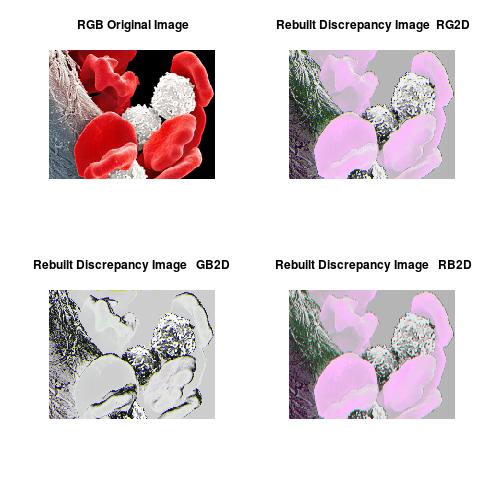 RGB Original Image
Rebuilt Discrepancy Image RG2D
Rebuilt Discrepancy Image GB2D
Rebuilt Discrepancy Image RB2D